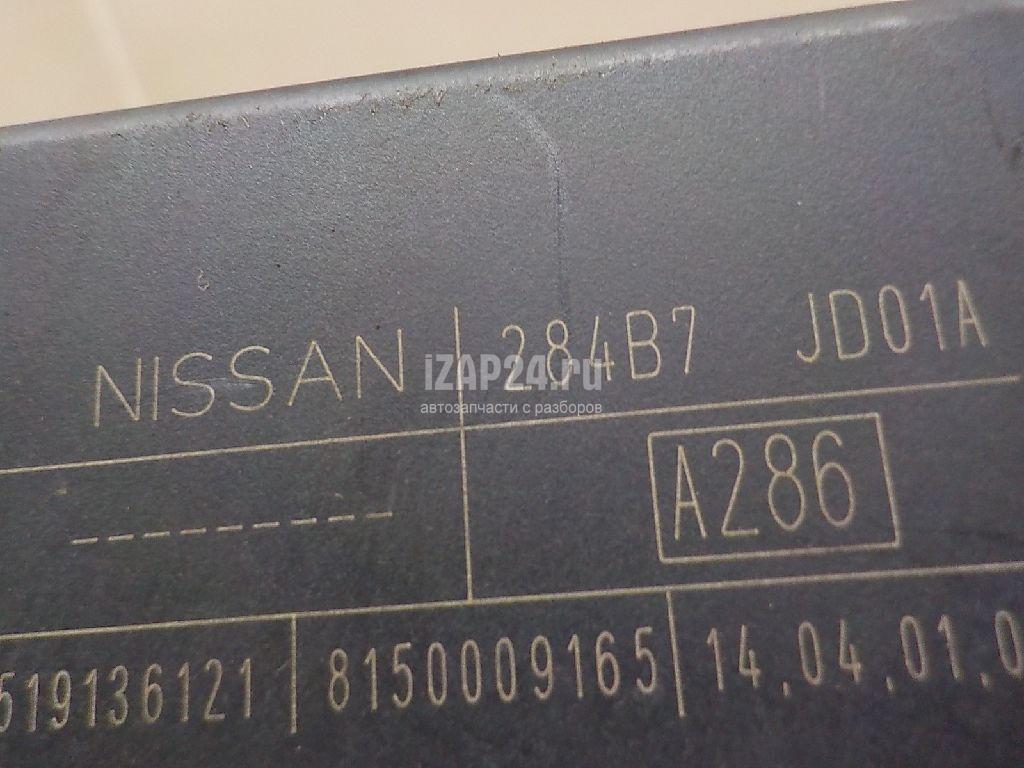 NISSAN 284B7 JD01A
iZAP24.ru
автозапчасти с разборов
A286
519136121 8150009165 14.04.01.0